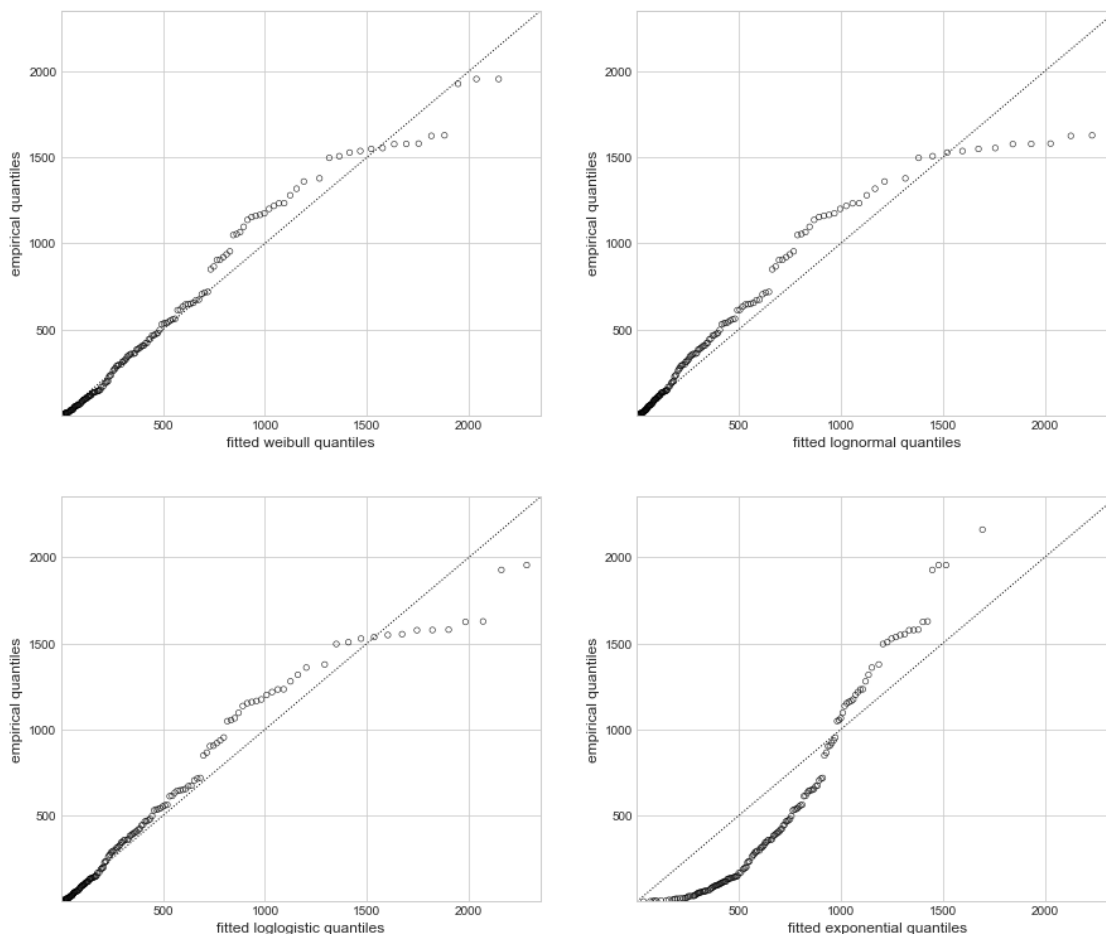 2000
1500
1000
500
empirical quantiles
500 1000 1500 2000
fitted weibull quantiles
2000
1500
1000
500
empirical quantiles
500 1000 1500 2000
fitted lognormal quantiles
2000
1500
1000
500
empirical quantiles
500 1000 1500 2000
fitted loglogistic quantiles
2000
1500
1000
500
empirical quantiles
500 1000 1500 2000
fitted exponential quantiles